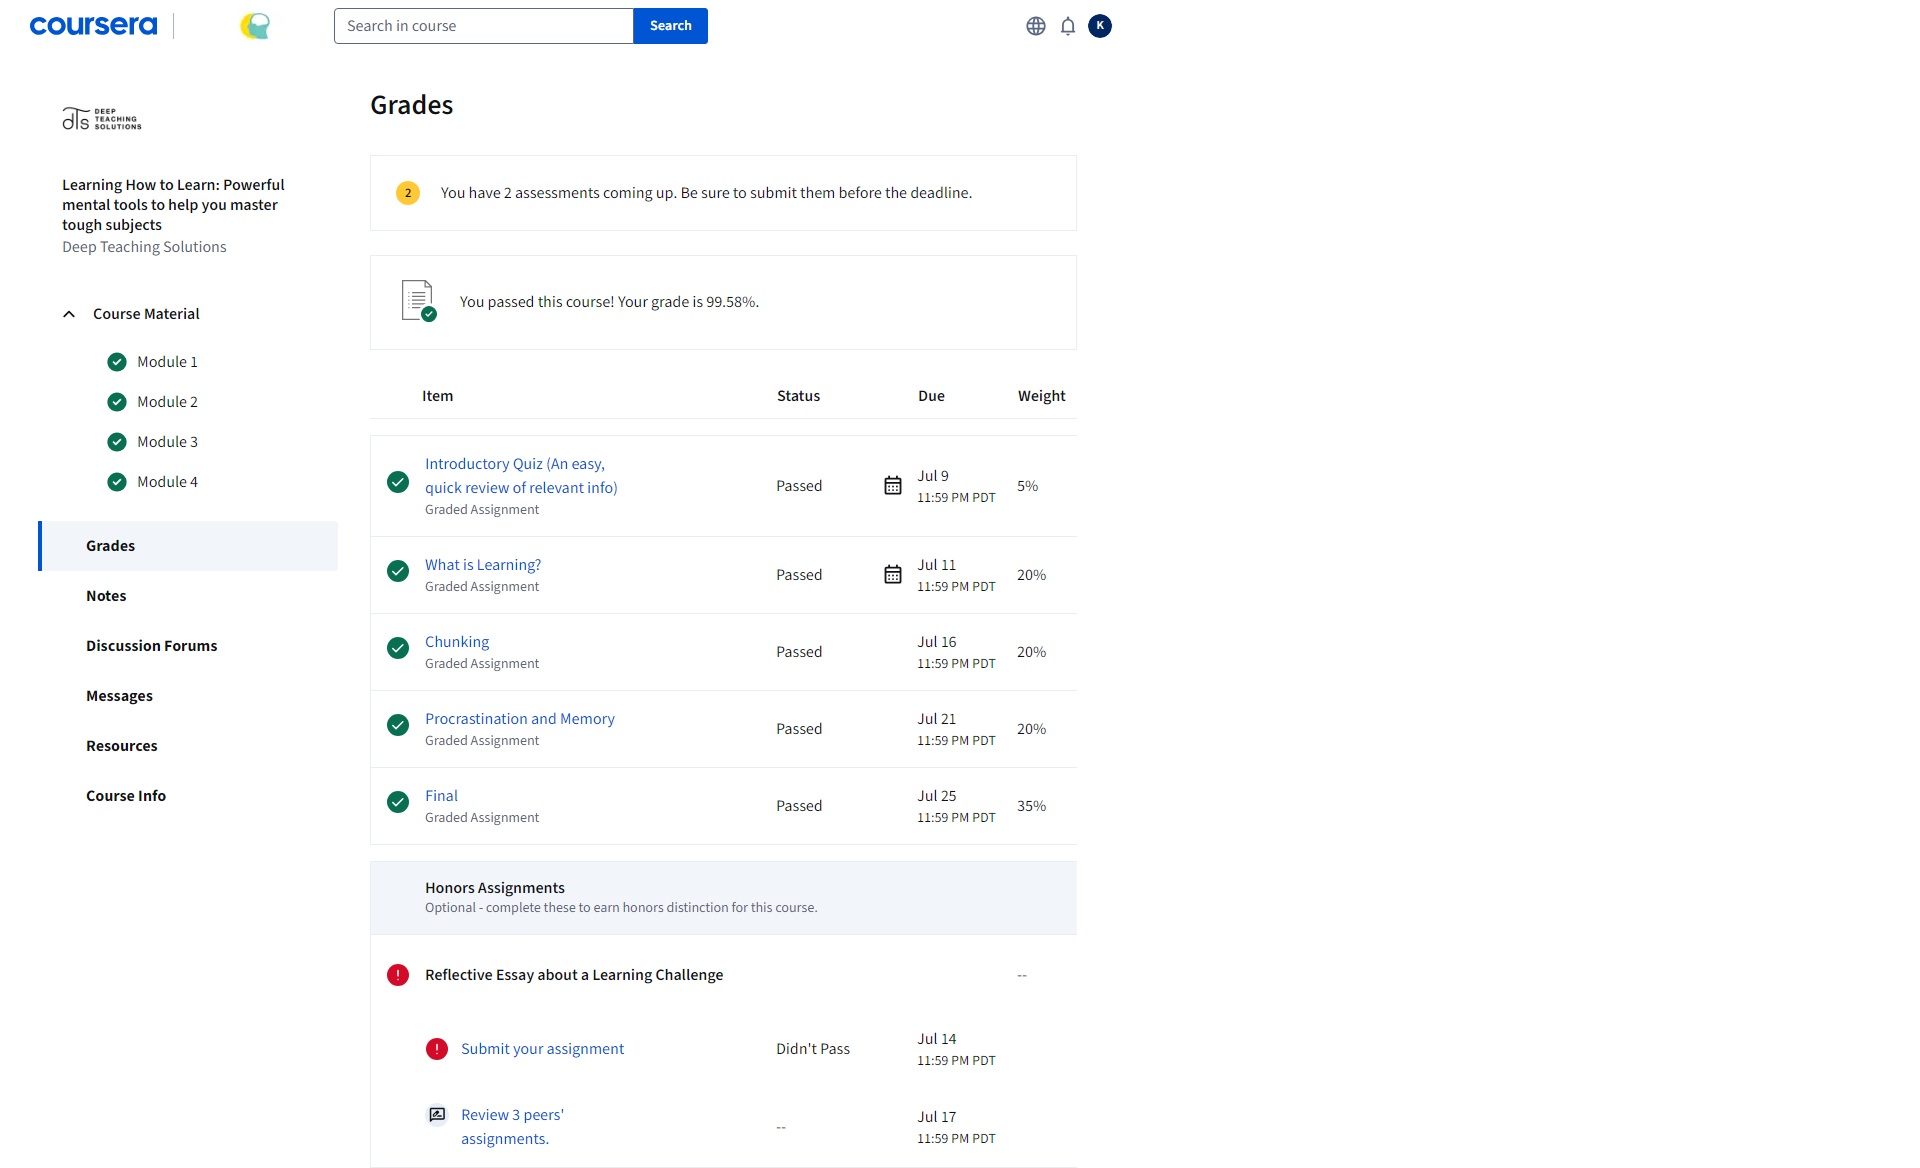 coursera
Search in course
Search
K
DTS DEEP
TEACHING
SOLUTIONS
Learning How to Learn: Powerful
mental tools to help you master
tough subjects
Deep Teaching Solutions
Course Material
Module 1
Module 2
Module 3
Module 4
Grades
Notes
Discussion Forums
Messages
Resources
Course Info
Grades
2 You have 2 assessments coming up. Be sure to submit them before the deadline.
You passed this course! Your grade is 99.58%.
Item Status Due Weight
Introductory Quiz (An easy,
quick review of relevant info)
Graded Assignment
Passed
Jul 9
11:59 PM PDT
5%
What is Learning?
Graded Assignment
Passed
Jul 11
11:59 PM PDT
20%
Chunking
Graded Assignment
Passed
Jul 16
11:59 PM PDT
20%
Procrastination and Memory
Graded Assignment
Passed
Jul 21
11:59 PM PDT
20%
Final
Graded Assignment
Passed
Jul 25
11:59 PM PDT
35%
Honors Assignments
Optional - complete these to earn honors distinction for this course.
Reflective Essay about a Learning Challenge --
Submit your assignment
Didn't Pass
Jul 14
11:59 PM PDT
Review 3 peers'
assignments.
--
Jul 17
11:59 PM PDT